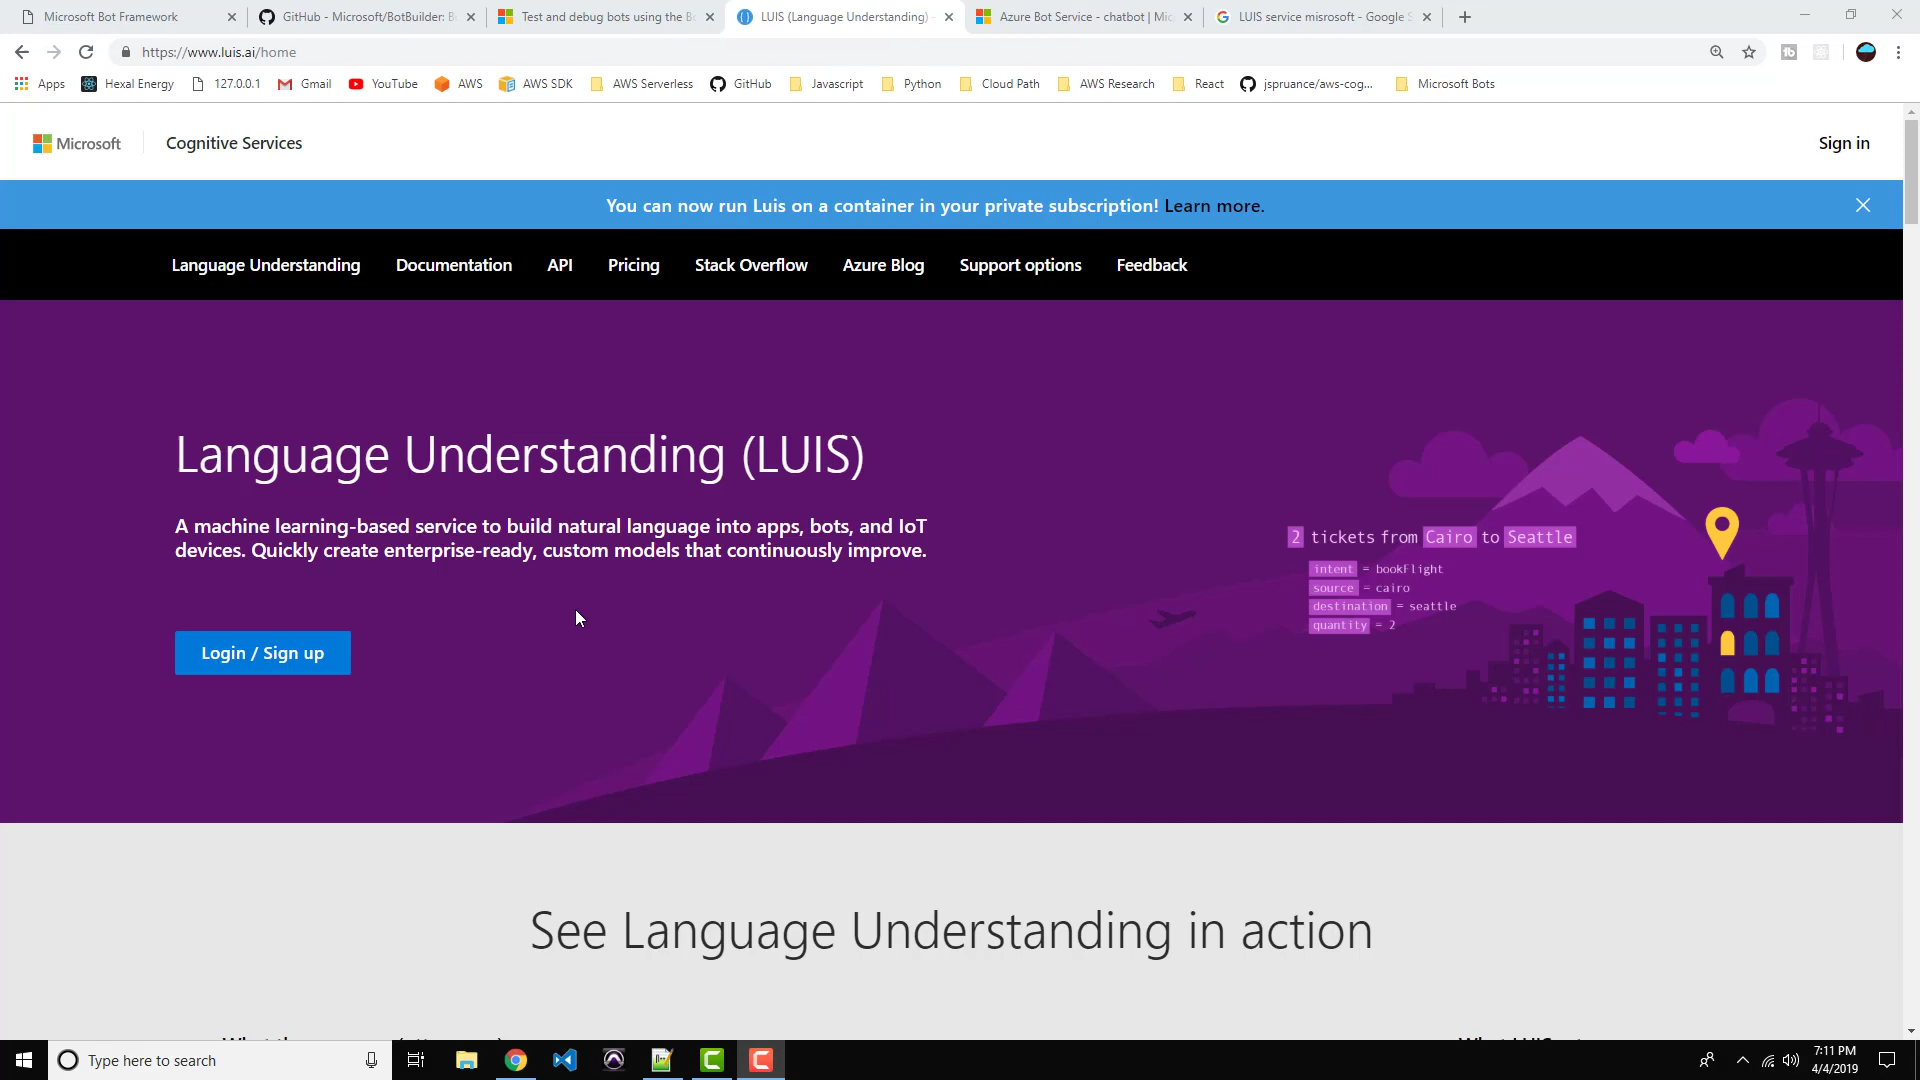 Microsoft Bot Framework
GitHub - Microsoft/BotBuilder: B
Test and debug bots using the Bo
LUIS (Language Understanding) -
Azure Bot Service - chatbot | Mic
LUIS service misrosoft - Google S
https://www.luis.ai/home
Apps
Hexal Energy
127.0.0.1
Gmail
YouTube
AWS
AWS SDK
AWS Serverless
GitHub
Javascript
Python
Cloud Path
AWS Research
React
jspruance/aws-cog...
Microsoft Bots
Microsoft
Cognitive Services
Sign in
You can now run Luis on a container in your private subscription! Learn more.
Language Understanding
Documentation
API
Pricing
Stack Overflow
Azure Blog
Support options
Feedback
Language Understanding (LUIS)
A machine learning-based service to build natural language into apps, bots, and IoT
devices. Quickly create enterprise-ready, custom models that continuously improve.
Login / Sign up
2 tickets from Cairo to Seattle
intent = bookFlight
source = cairo
destination = seattle
quantity = 2
See Language Understanding in action
Type here to search
7:11 PM
4/4/2019